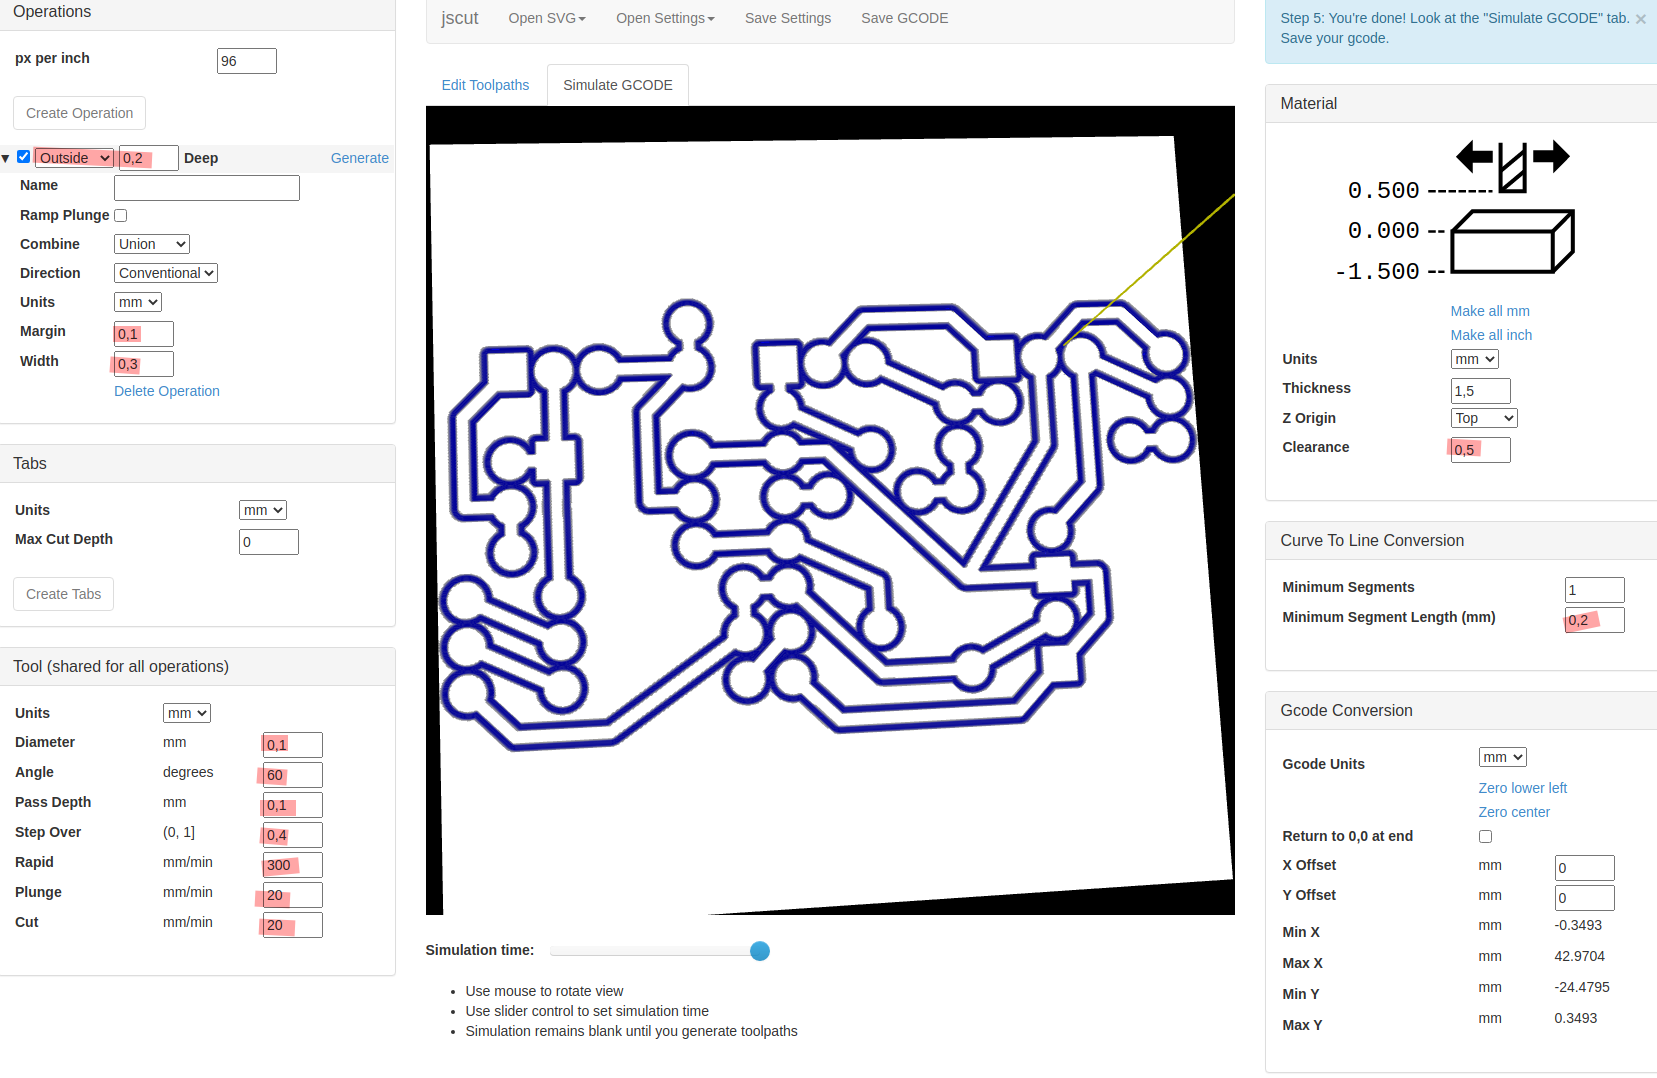 Operations
px per inch 96
Create Operation
Outside 0,2 Deep Generate
Name
Ramp Plunge
Combine Union
Direction Conventional
Units mm
Margin 0,1
Width 0,3
Delete Operation
Tabs
Units mm
Max Cut Depth 0
Create Tabs
Tool (shared for all operations)
Units mm
Diameter mm 0,1
Angle degrees 60
Pass Depth mm 0,1
Step Over (0, 1] 0,4
Rapid mm/min 300
Plunge mm/min 20
Cut mm/min 20
jscut Open SVG Open Settings Save Settings Save GCODE
Edit Toolpaths Simulate GCODE
Simulation time:
• Use mouse to rotate view
• Use slider control to set simulation time
• Simulation remains blank until you generate toolpaths
Step 5: You're done! Look at the "Simulate GCODE" tab. ×
Save your gcode.
Material
0.500
0.000
-1.500
Make all mm
Make all inch
Units mm
Thickness 1,5
Z Origin Top
Clearance 0,5
Curve To Line Conversion
Minimum Segments 1
Minimum Segment Length (mm) 0,2
Gcode Conversion
Gcode Units mm
Zero lower left
Zero center
Return to 0,0 at end
X Offset mm 0
Y Offset mm 0
Min X mm -0.3493
Max X mm 42.9704
Min Y mm -24.4795
Max Y mm 0.3493